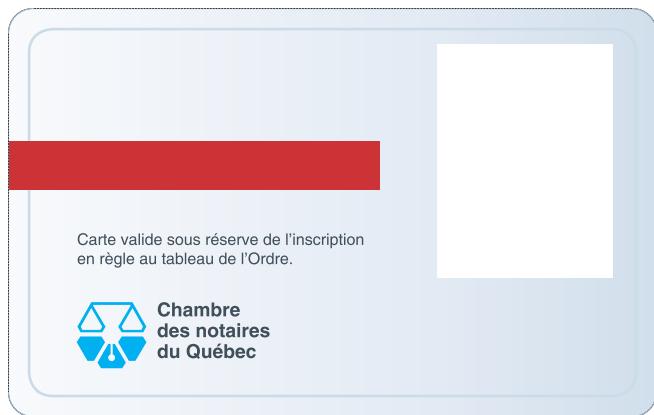 Carte valide sous réserve de l’inscription
en règle au tableau de l’Ordre.
Chambre
des notaires
du Québec